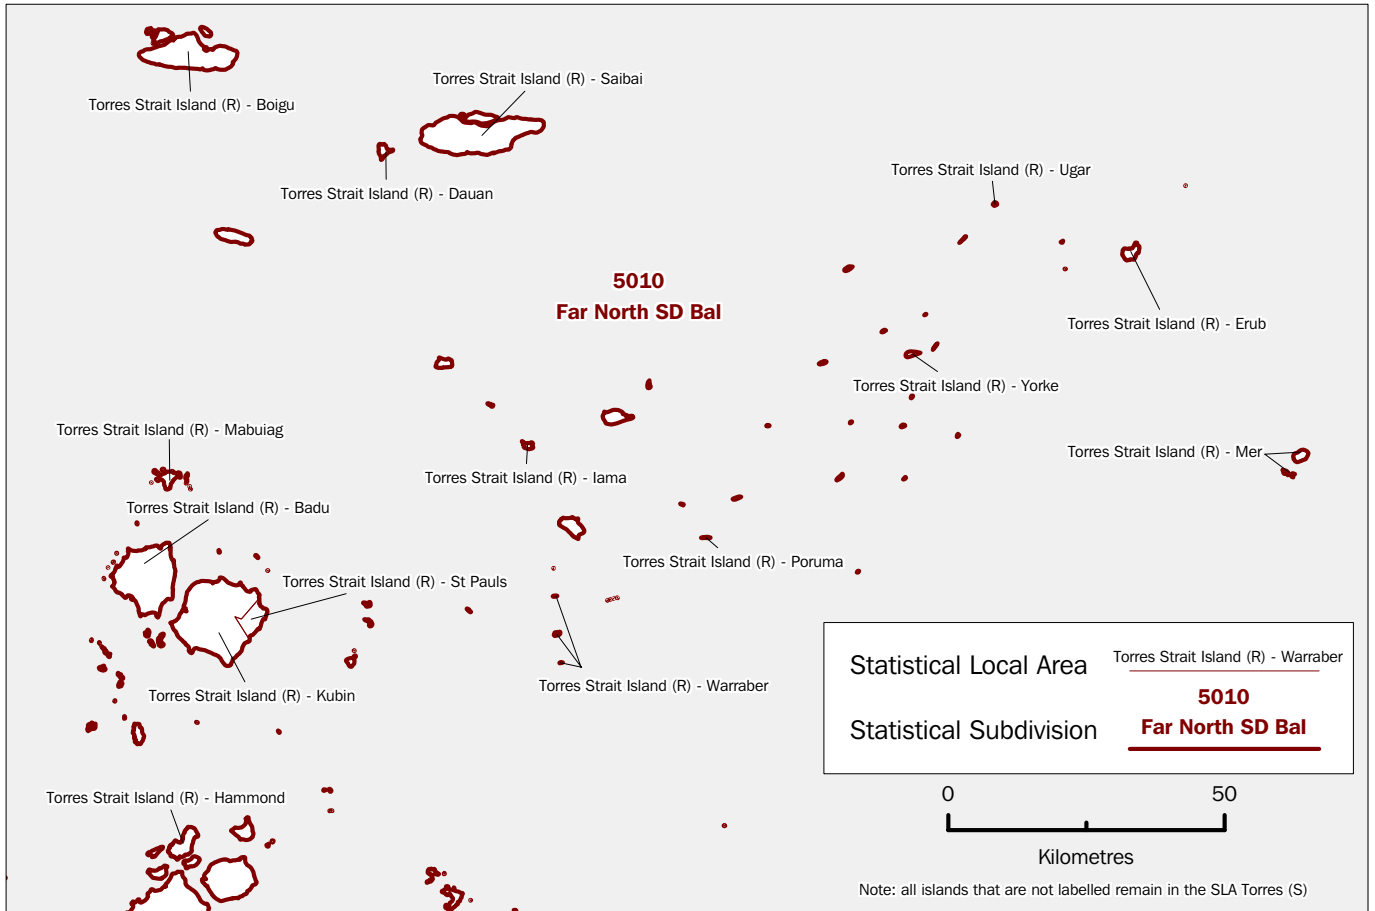 Torres Strait Island (R) - Saibai
Torres Strait Island (R) - Boigu
Torres Strait Island (R) - Ugar
Torres Strait Island (R) - Dauan
5010
Far North SD Bal
Torres Strait Island (R) - Erub
Torres Strait Island (R) - Yorke
Torres Strait Island (R) - Mabuiag
Torres Strait Island (R) - Mer
Torres Strait Island (R) - Iama
Torres Strait Island (R) - Badu
Torres Strait Island (R) - Poruma
Torres Strait Island (R) - St Pauls
Torres Strait Island (R) - Warraber
Torres Strait Island (R) - Kubin
Torres Strait Island (R) - Hammond
Statistical Local Area
Torres Strait Island (R) - Warraber
5010
Statistical Subdivision
Far North SD Bal
0 50
Kilometres
Note: all islands that are not labelled remain in the SLA Torres (S)